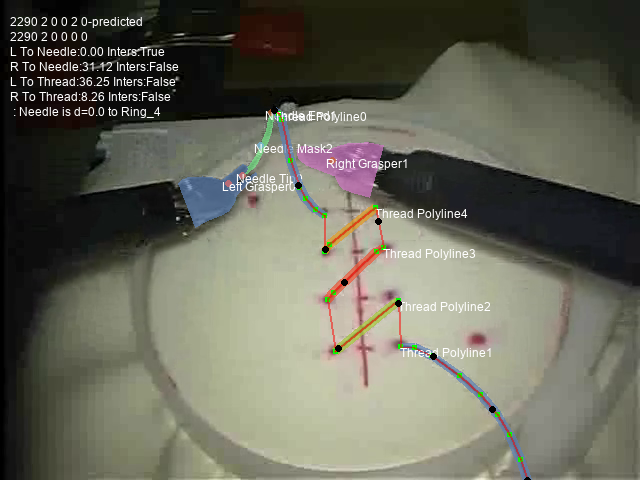 2290 2 0 0 2 0-predicted
2290 2 0 0 0 0
L To Needle:0.00 Inters:True
R To Needle:31.12 Inters:False
L To Thread:36.25 Inters:False
R To Thread:8.26 Inters:False
: Needle is d=0.0 to Ring_4
Thread Polyline0
Needle Mask2
Right Grasper1
Needle Tip
Left Grasper0
Thread Polyline4
Thread Polyline3
Thread Polyline2
Thread Polyline1